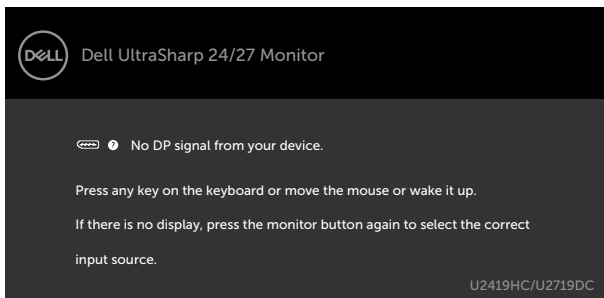 DELL Dell UltraSharp 24/27 Monitor
? No DP signal from your device.
Press any key on the keyboard or move the mouse or wake it up.
If there is no display, press the monitor button again to select the correct
input source.
U2419HC/U2719DC